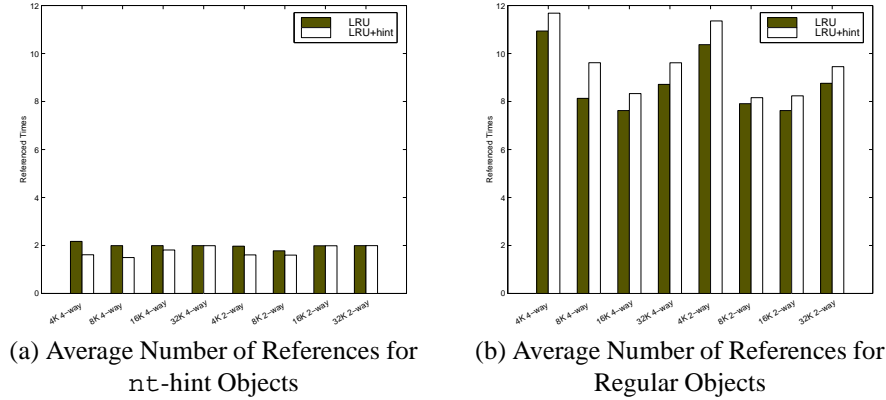 12
10
8
6
4
2
0
Referenced Times
LRU
LRU+hint
4K 4−way
8K 4−way
16K 4−way
32K 4−way
4K 2−way
8K 2−way
16K 2−way
32K 2−way
(a) Average Number of References for
nt-hint Objects
12
10
8
6
4
2
0
Referenced Times
LRU
LRU+hint
4K 4−way
8K 4−way
16K 4−way
32K 4−way
4K 2−way
8K 2−way
16K 2−way
32K 2−way
(b) Average Number of References for
Regular Objects